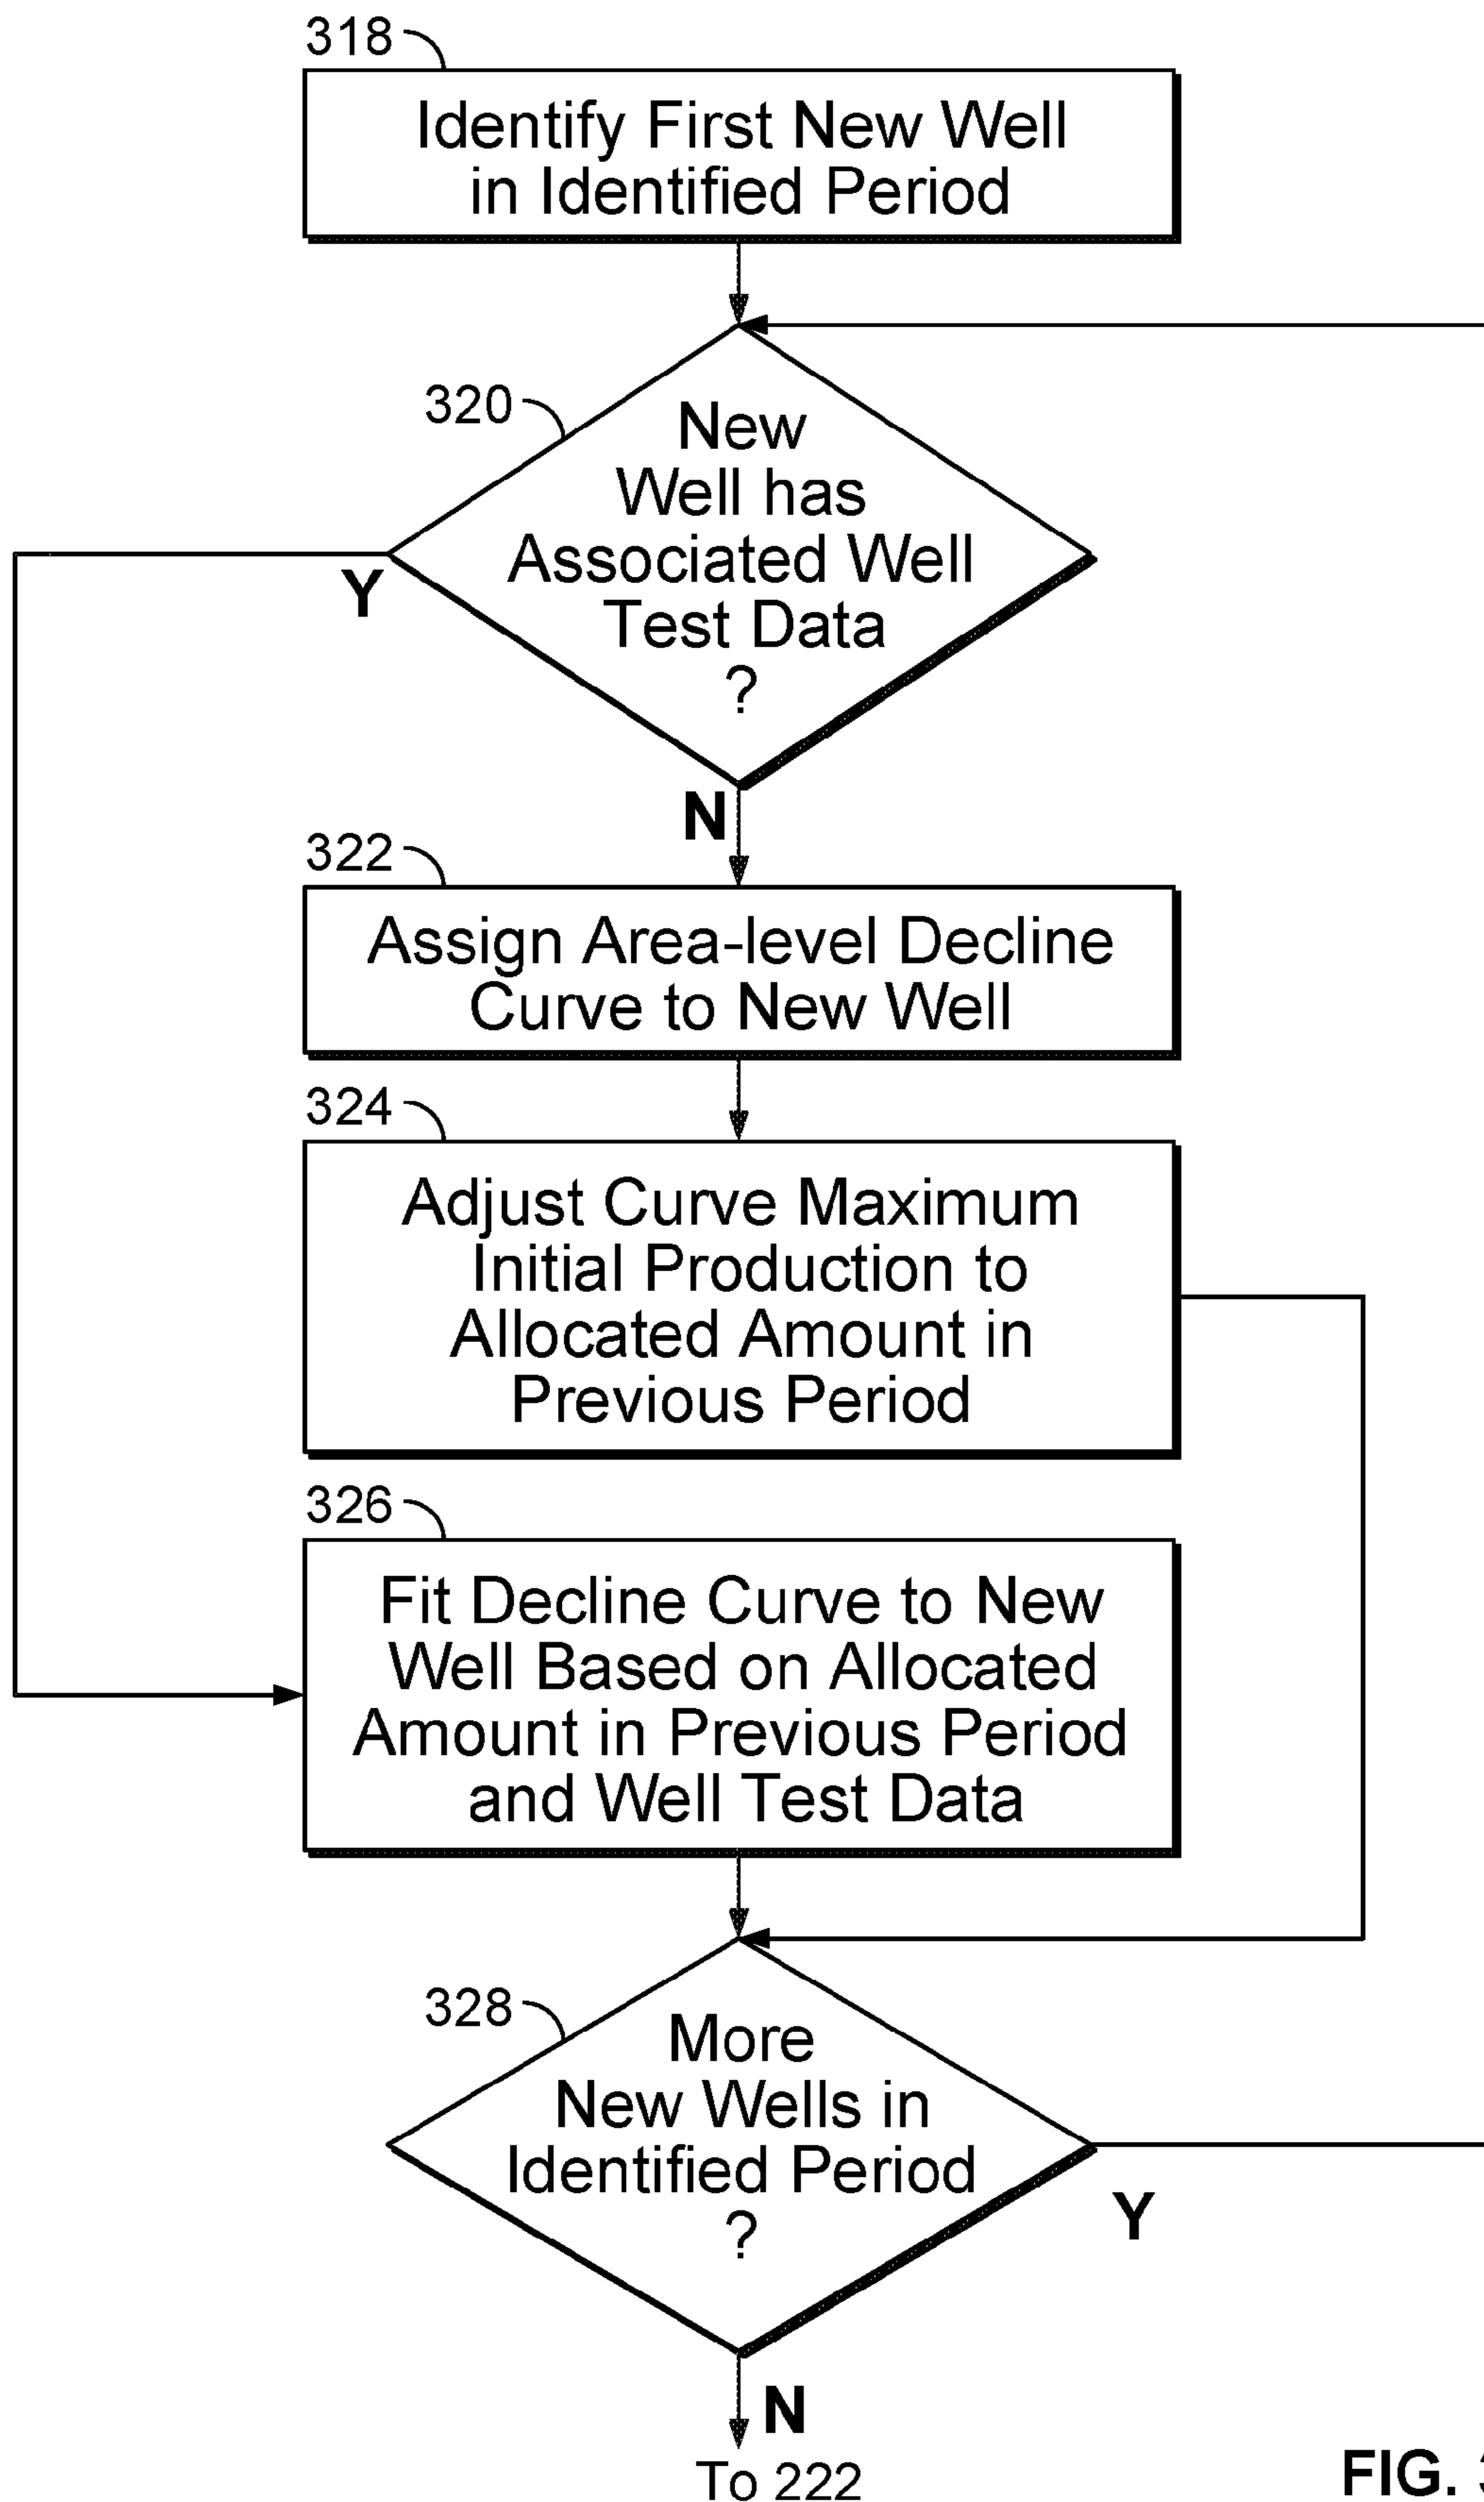 318
Identify First New Well
in Identified Period
320
New
Well has
Associated Well
Test Data
?
Y
N
322
Assign Area-level Decline
Curve to New Well
324
Adjust Curve Maximum
Initial Production to
Allocated Amount in
Previous Period
326
Fit Decline Curve to New
Well Based on Allocated
Amount in Previous Period
and Well Test Data
328
More
New Wells in
Identified Period
?
Y
N
To 222
FIG.